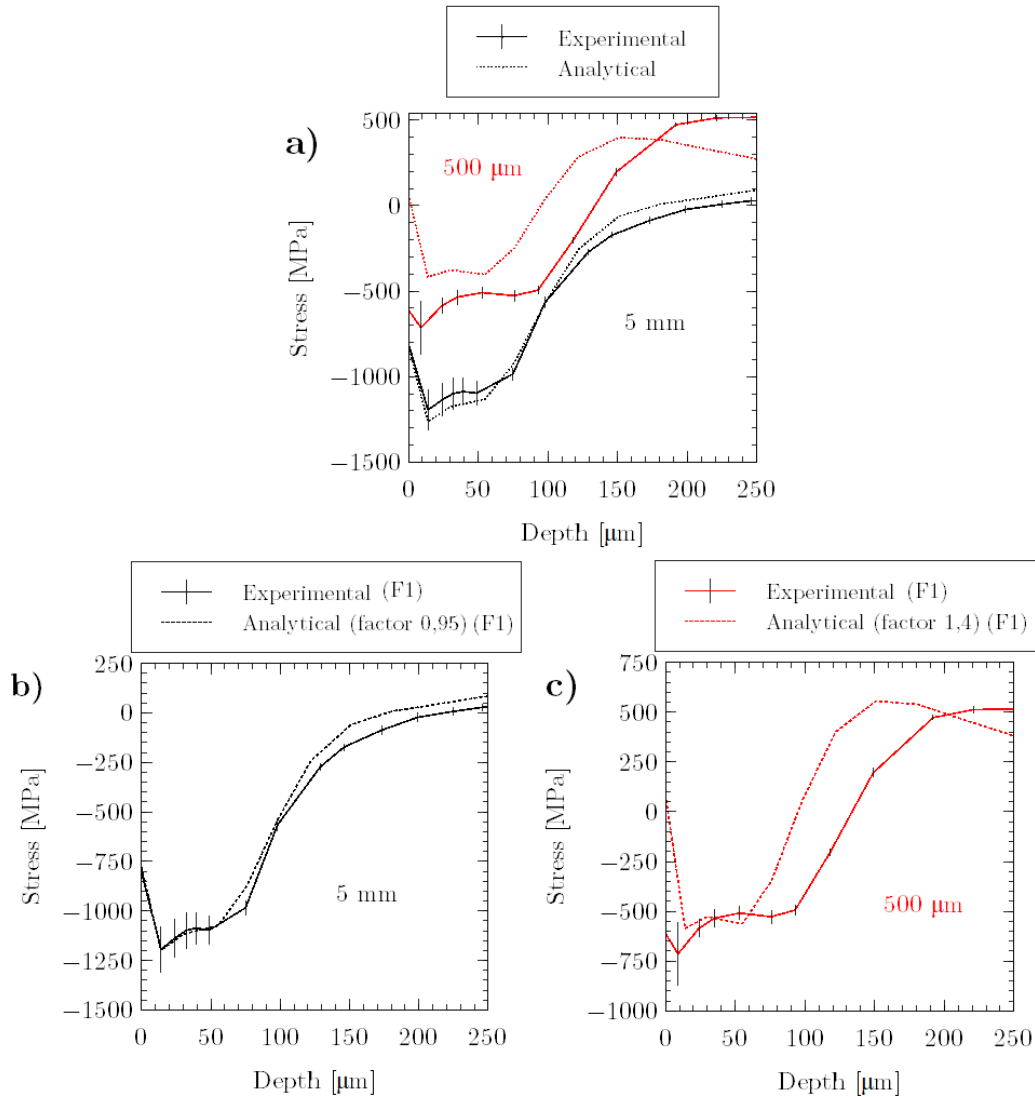 Experimental
Analytical
a)
500 μm
5 mm
Stress [MPa]
500
0
−500
−1000
−1500
0 50 100 150 200 250
Depth [μm]
Experimental (F1)
Analytical (factor 0,95) (F1)
b)
5 mm
Stress [MPa]
250
0
−250
−500
−750
−1000
−1250
−1500
0 50 100 150 200 250
Depth [μm]
Experimental (F1)
Analytical (factor 1,4) (F1)
c)
500 μm
Stress [MPa]
750
500
250
0
−250
−500
−750
−1000
0 50 100 150 200 250
Depth [μm]